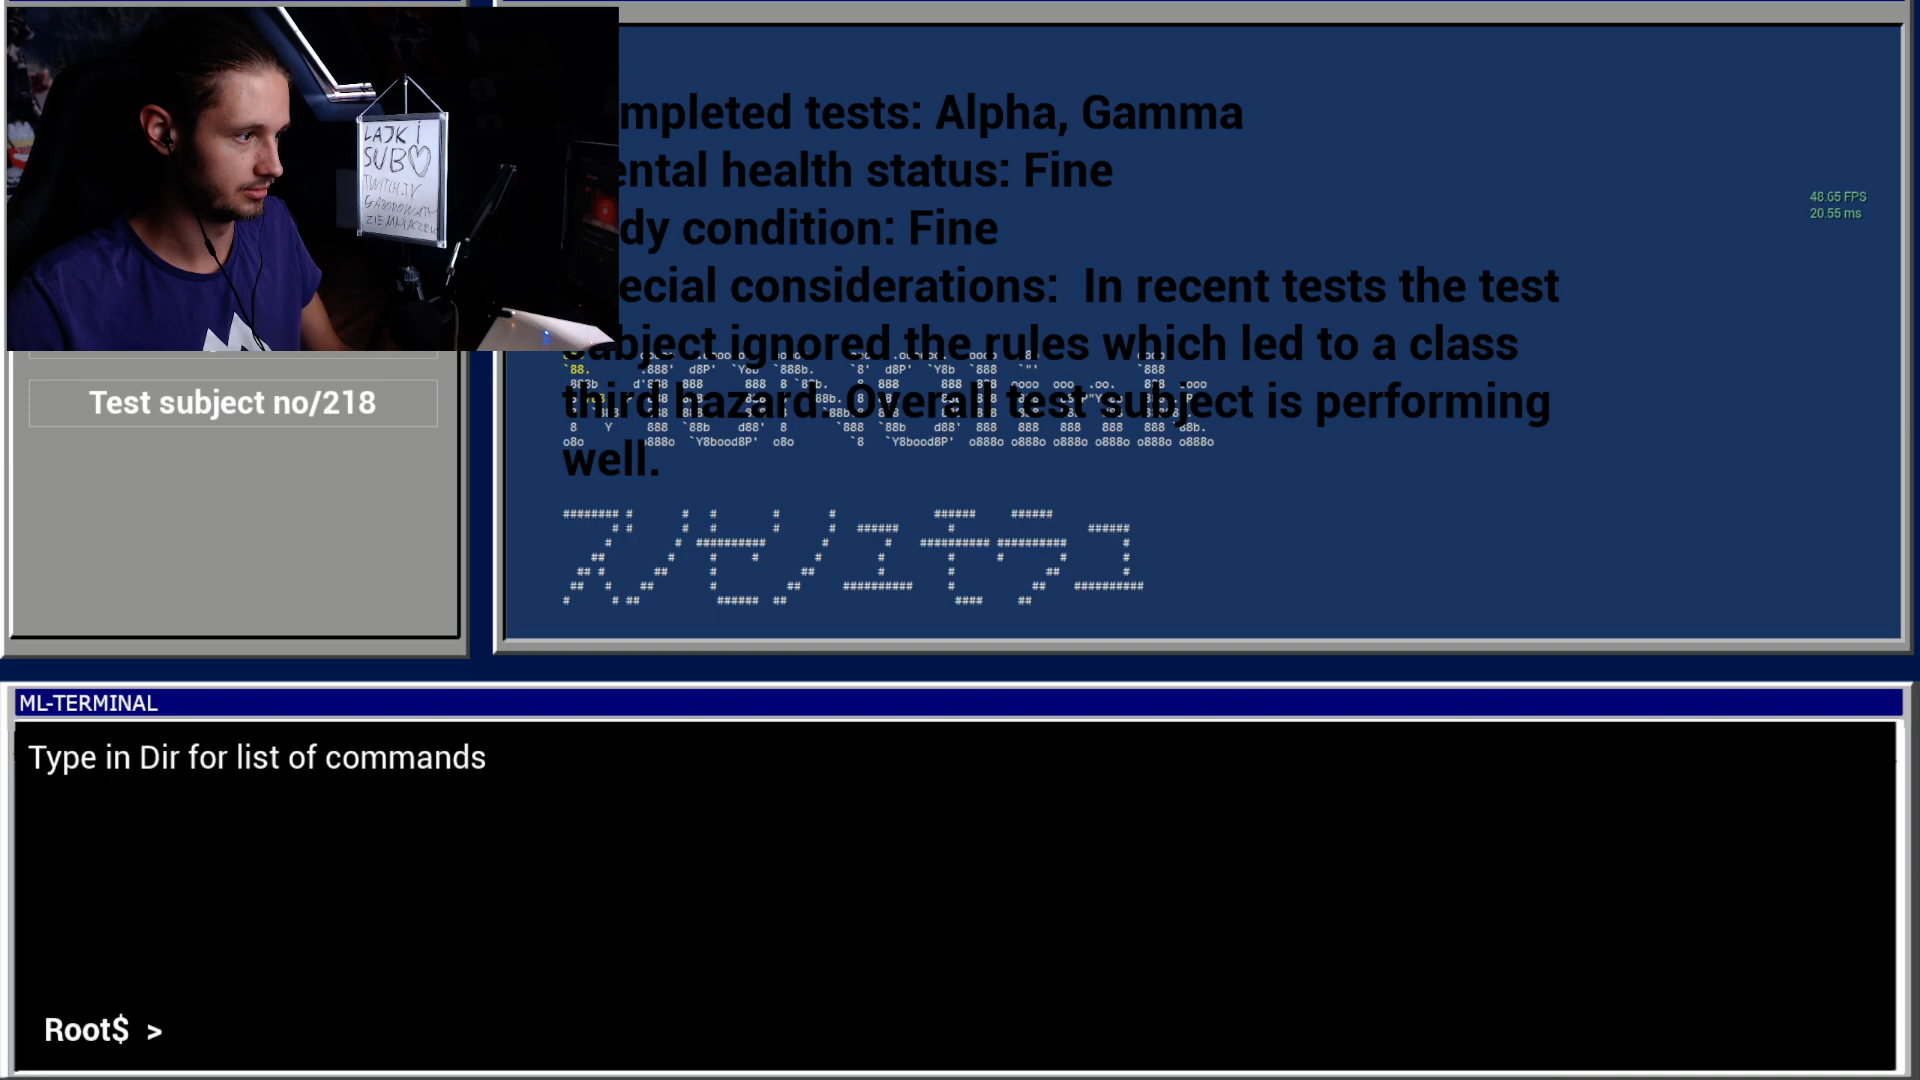 LAJK I
SUB♡
TWITCH.TV
mpleted tests: Alpha, Gamma
ental health status: Fine
dy condition: Fine
ecial considerations: In recent tests the test
subject ignored the rules which led to a class
third hazard. Overall test subject is performing
well.
48.65 FPS
20.55 ms
Test subject no/218
ML-TERMINAL
Type in Dir for list of commands
Root$ >